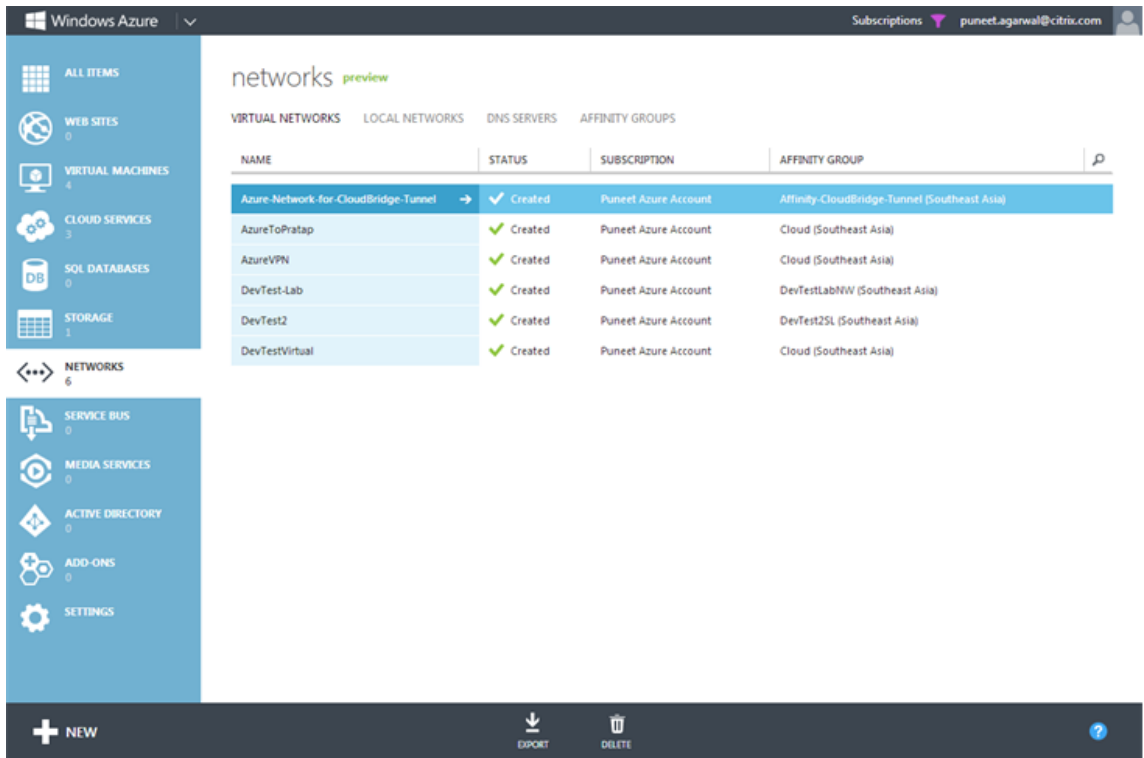 Windows Azure
Subscriptions puneet.agarwal@citrix.com
ALL ITEMS
WEB SITES
0
VIRTUAL MACHINES
4
CLOUD SERVICES
3
SQL DATABASES
0
DB
STORAGE
1
NETWORKS
6
SERVICE BUS
0
MEDIA SERVICES
0
ACTIVE DIRECTORY
0
ADD-ONS
0
SETTINGS
networks preview
VIRTUAL NETWORKS LOCAL NETWORKS DNS SERVERS AFFINITY GROUPS
NAME STATUS SUBSCRIPTION AFFINITY GROUP
Azure-Network-for-CloudBridge-Tunnel Created Puneet Azure Account Affinity-CloudBridge-Tunnel (Southeast Asia)
AzureToPratap Created Puneet Azure Account Cloud (Southeast Asia)
AzureVPN Created Puneet Azure Account Cloud (Southeast Asia)
DevTest-Lab Created Puneet Azure Account DevTestLabNW (Southeast Asia)
DevTest2 Created Puneet Azure Account DevTest2SL (Southeast Asia)
DevTestVirtual Created Puneet Azure Account Cloud (Southeast Asia)
NEW
EXPORT
DELETE
?